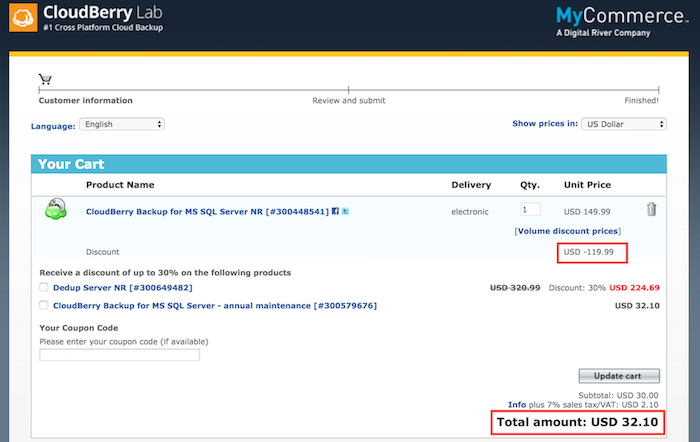 CloudBerry Lab
#1 Cross Platform Cloud Backup
MyCommerce™
A Digital River Company
Customer information
Review and submit
Finished!
Language: English
Show prices in: US Dollar
Your Cart
Product Name Delivery Qty. Unit Price
CloudBerry Backup for MS SQL Server NR [#300448541] electronic 1 USD 149.99
[Volume discount prices]
Discount USD -119.99
Receive a discount of up to 30% on the following products
Dedup Server NR [#300649482] USD 320.99 Discount: 30% USD 224.69
CloudBerry Backup for MS SQL Server - annual maintenance [#300579676] USD 32.10
Your Coupon Code
Please enter your coupon code (if available)
Update cart
Subtotal: USD 30.00
Info plus 7% sales tax/VAT: USD 2.10
Total amount: USD 32.10